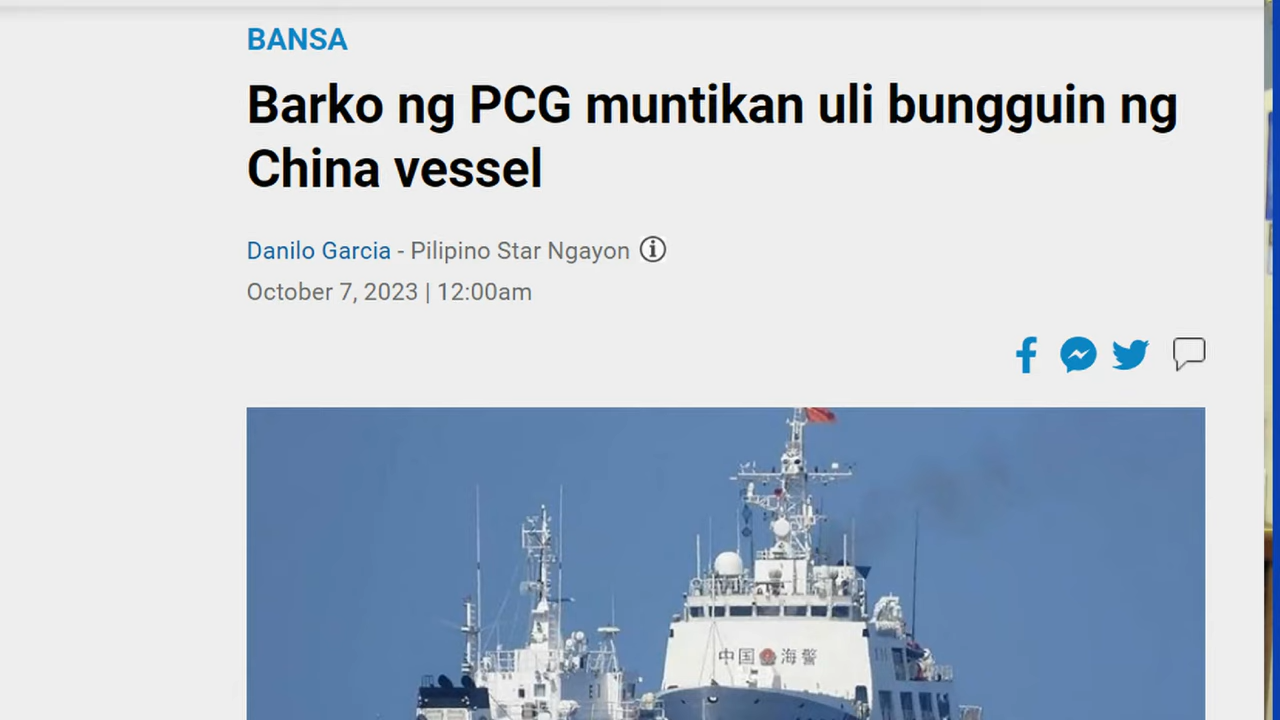 BANSA
Barko ng PCG muntikan uli bungguin ng
China vessel
Danilo Garcia - Pilipino Star Ngayon
October 7, 2023 | 12:00am
中国海警